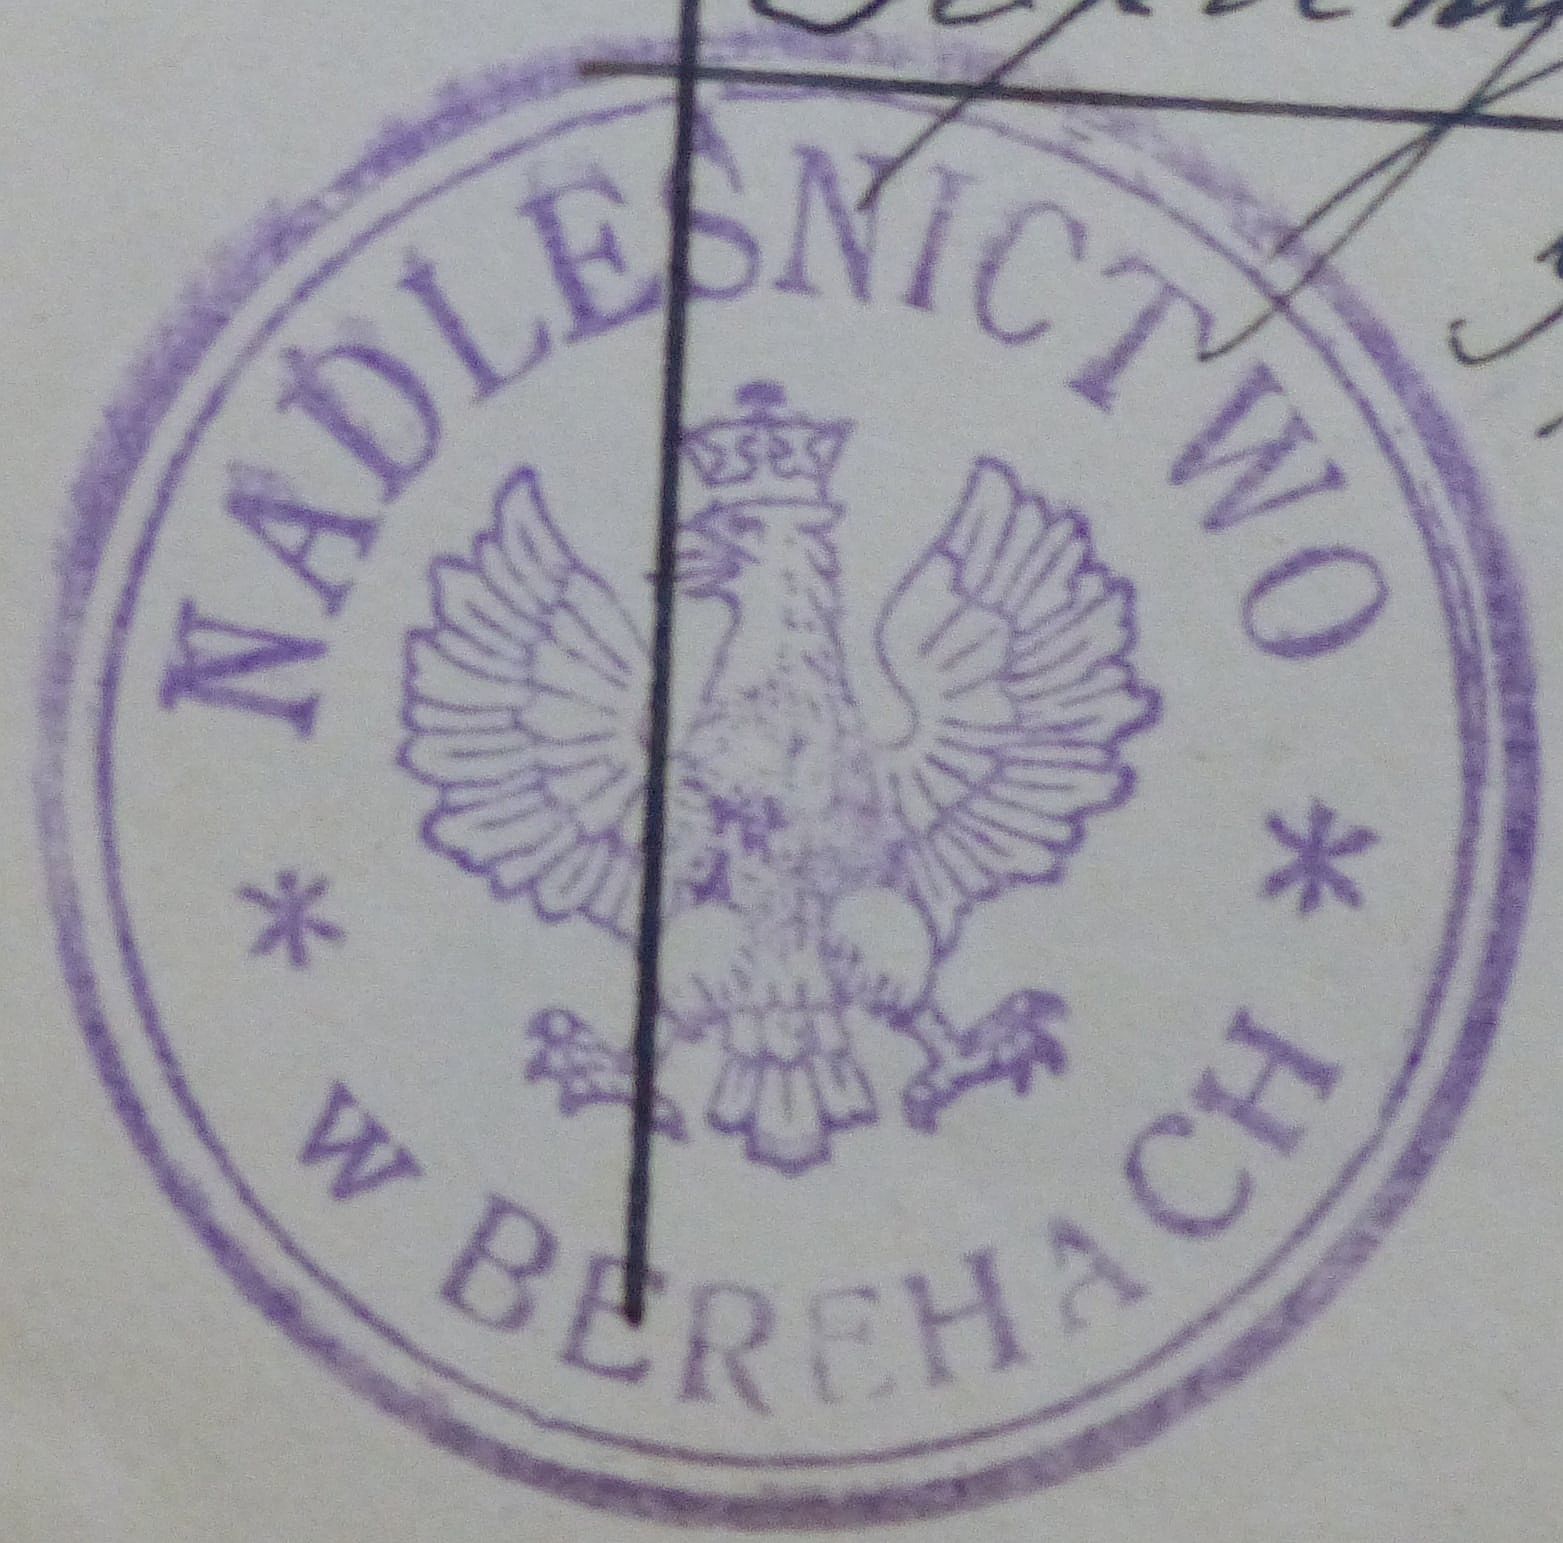 NADLEŚNICTWO
* W BEREHACH *